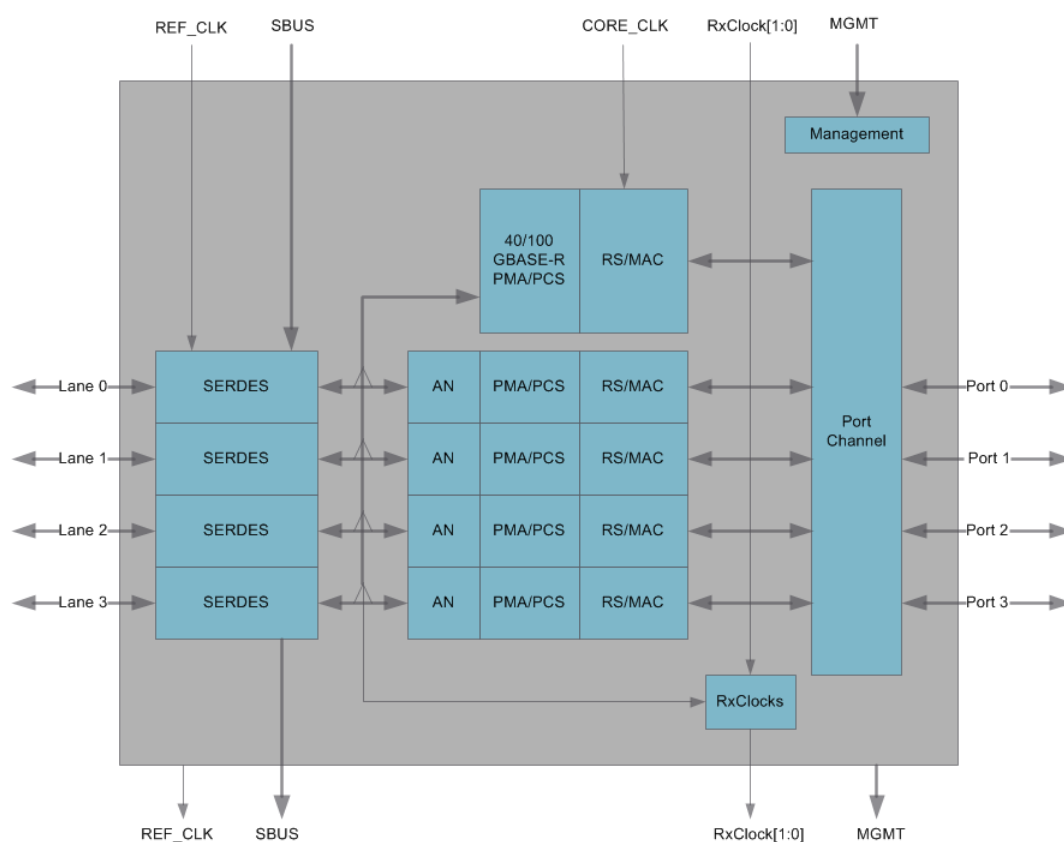 REF_CLK
SBUS
CORE_CLK
RxClock[1:0]
MGMT
Management
40/100
GBASE-R
PMA/PCS
RS/MAC
Lane 0
SERDES
AN
PMA/PCS
RS/MAC
Port 0
Lane 1
SERDES
AN
PMA/PCS
RS/MAC
Port
Channel
Port 1
Lane 2
SERDES
AN
PMA/PCS
RS/MAC
Port 2
Lane 3
SERDES
AN
PMA/PCS
RS/MAC
Port 3
RxClocks
REF_CLK
SBUS
RxClock[1:0]
MGMT